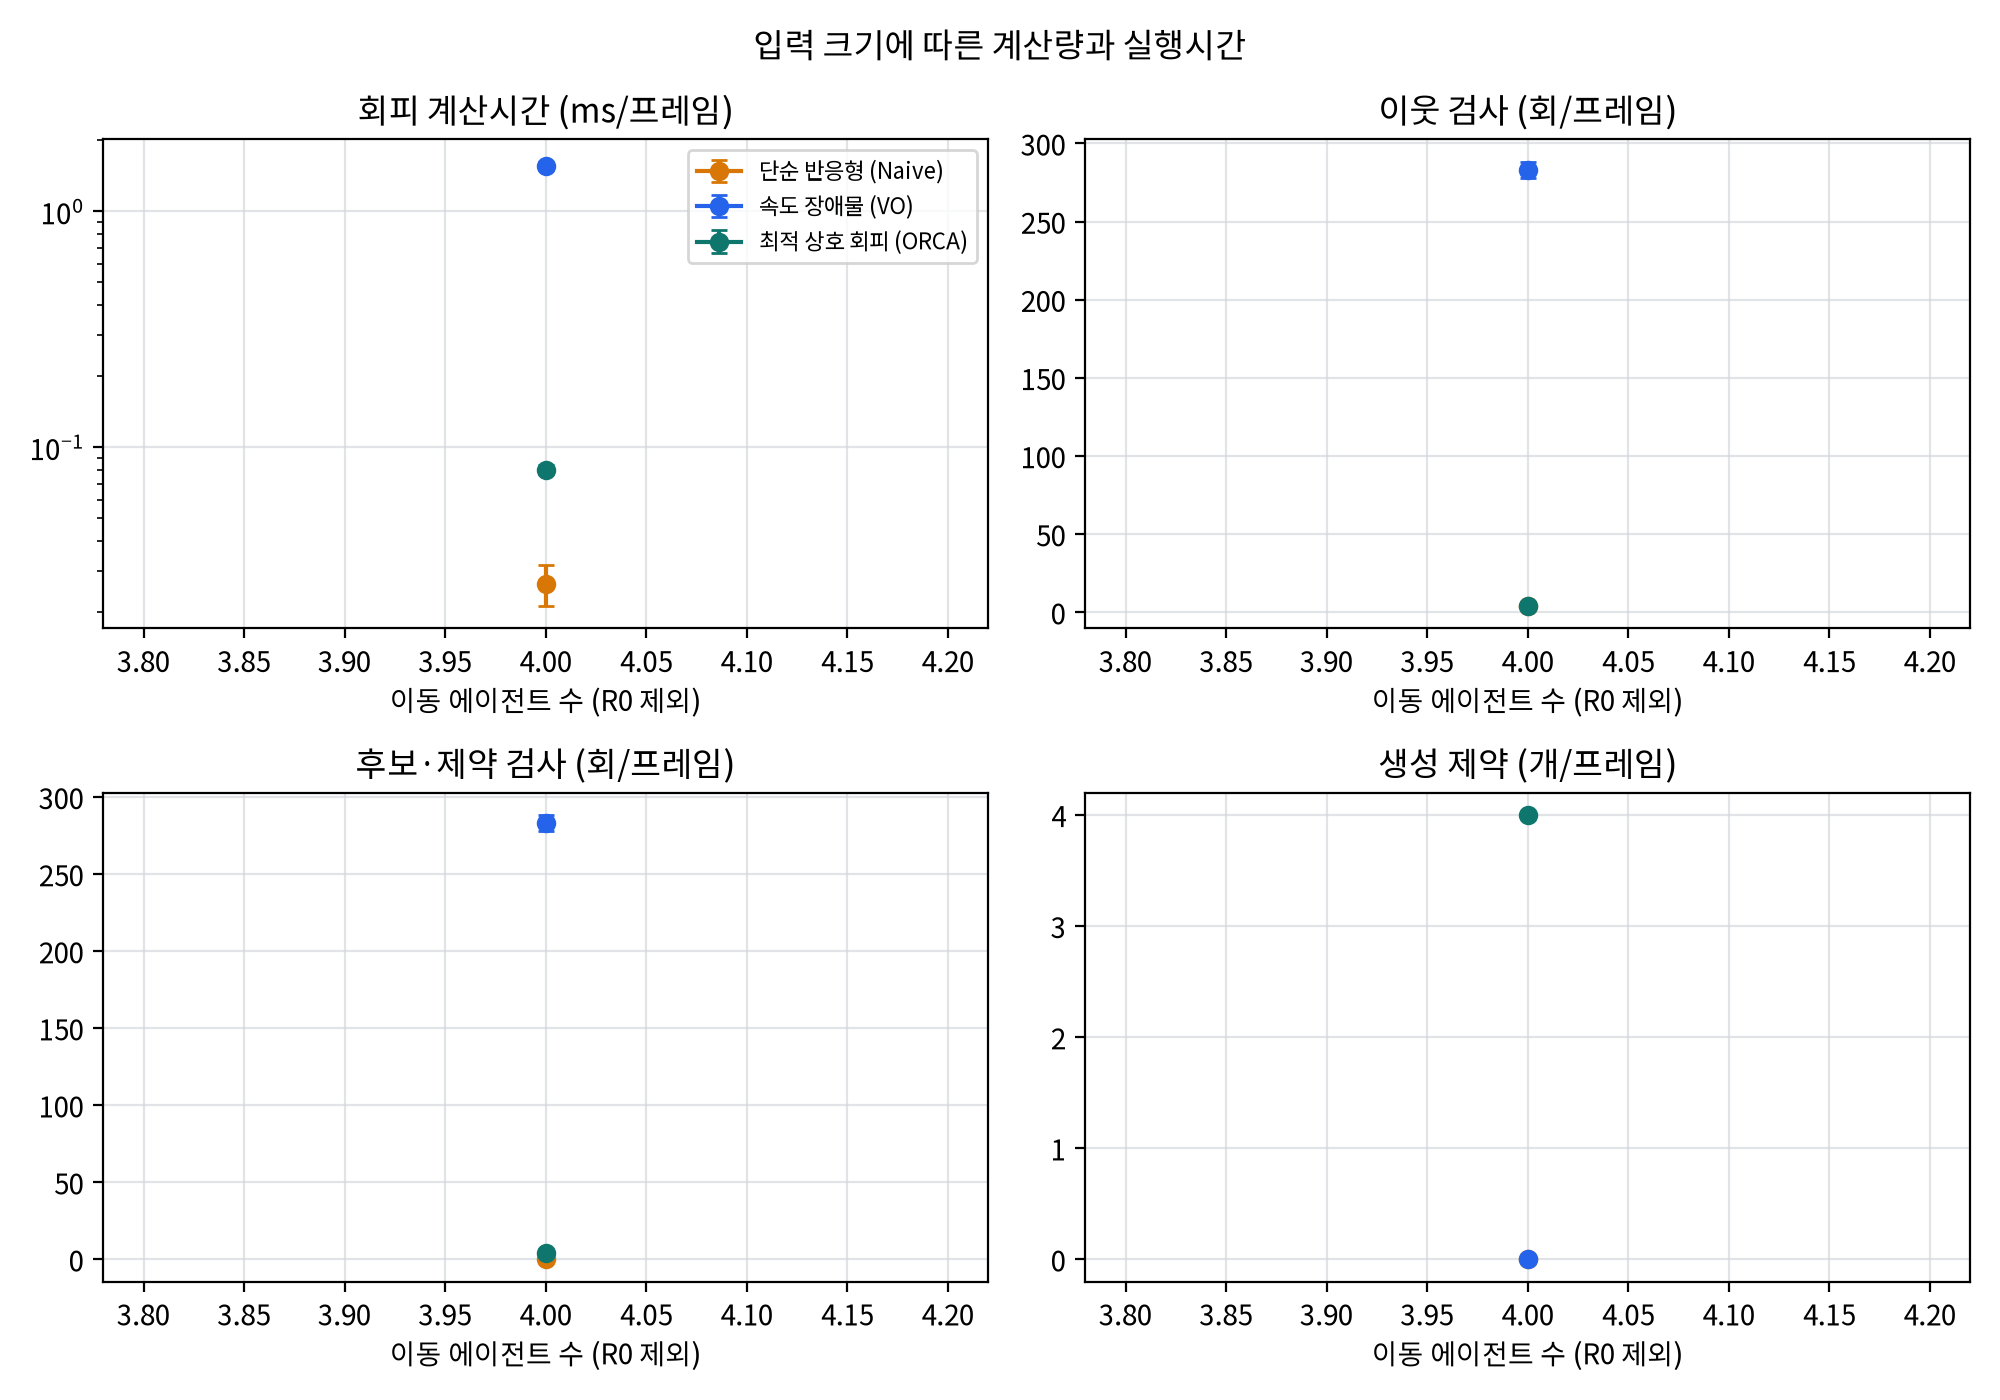 입력 크기에 따른 계산량과 실행시간
회피 계산시간 (ms/프레임)
10⁰
10⁻¹
단순 반응형 (Naive)
속도 장애물 (VO)
최적 상호 회피 (ORCA)
3.80 3.85 3.90 3.95 4.00 4.05 4.10 4.15 4.20
이동 에이전트 수 (R0 제외)
이웃 검사 (회/프레임)
300
250
200
150
100
50
0
3.80 3.85 3.90 3.95 4.00 4.05 4.10 4.15 4.20
이동 에이전트 수 (R0 제외)
후보·제약 검사 (회/프레임)
300
250
200
150
100
50
0
3.80 3.85 3.90 3.95 4.00 4.05 4.10 4.15 4.20
이동 에이전트 수 (R0 제외)
생성 제약 (개/프레임)
4
3
2
1
0
3.80 3.85 3.90 3.95 4.00 4.05 4.10 4.15 4.20
이동 에이전트 수 (R0 제외)